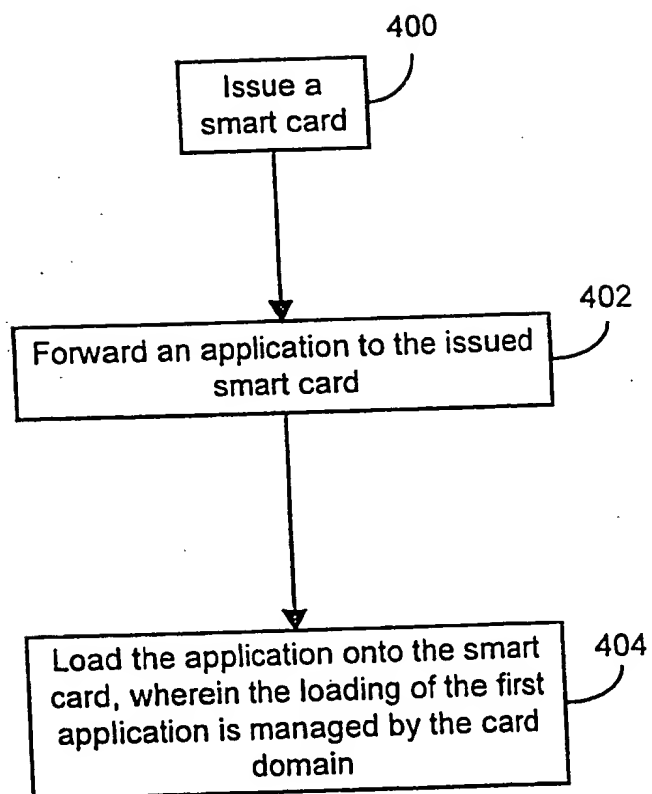 400
Issue a
smart card
402
Forward an application to the issued
smart card
404
Load the application onto the smart
card, wherein the loading of the first
application is managed by the card
domain